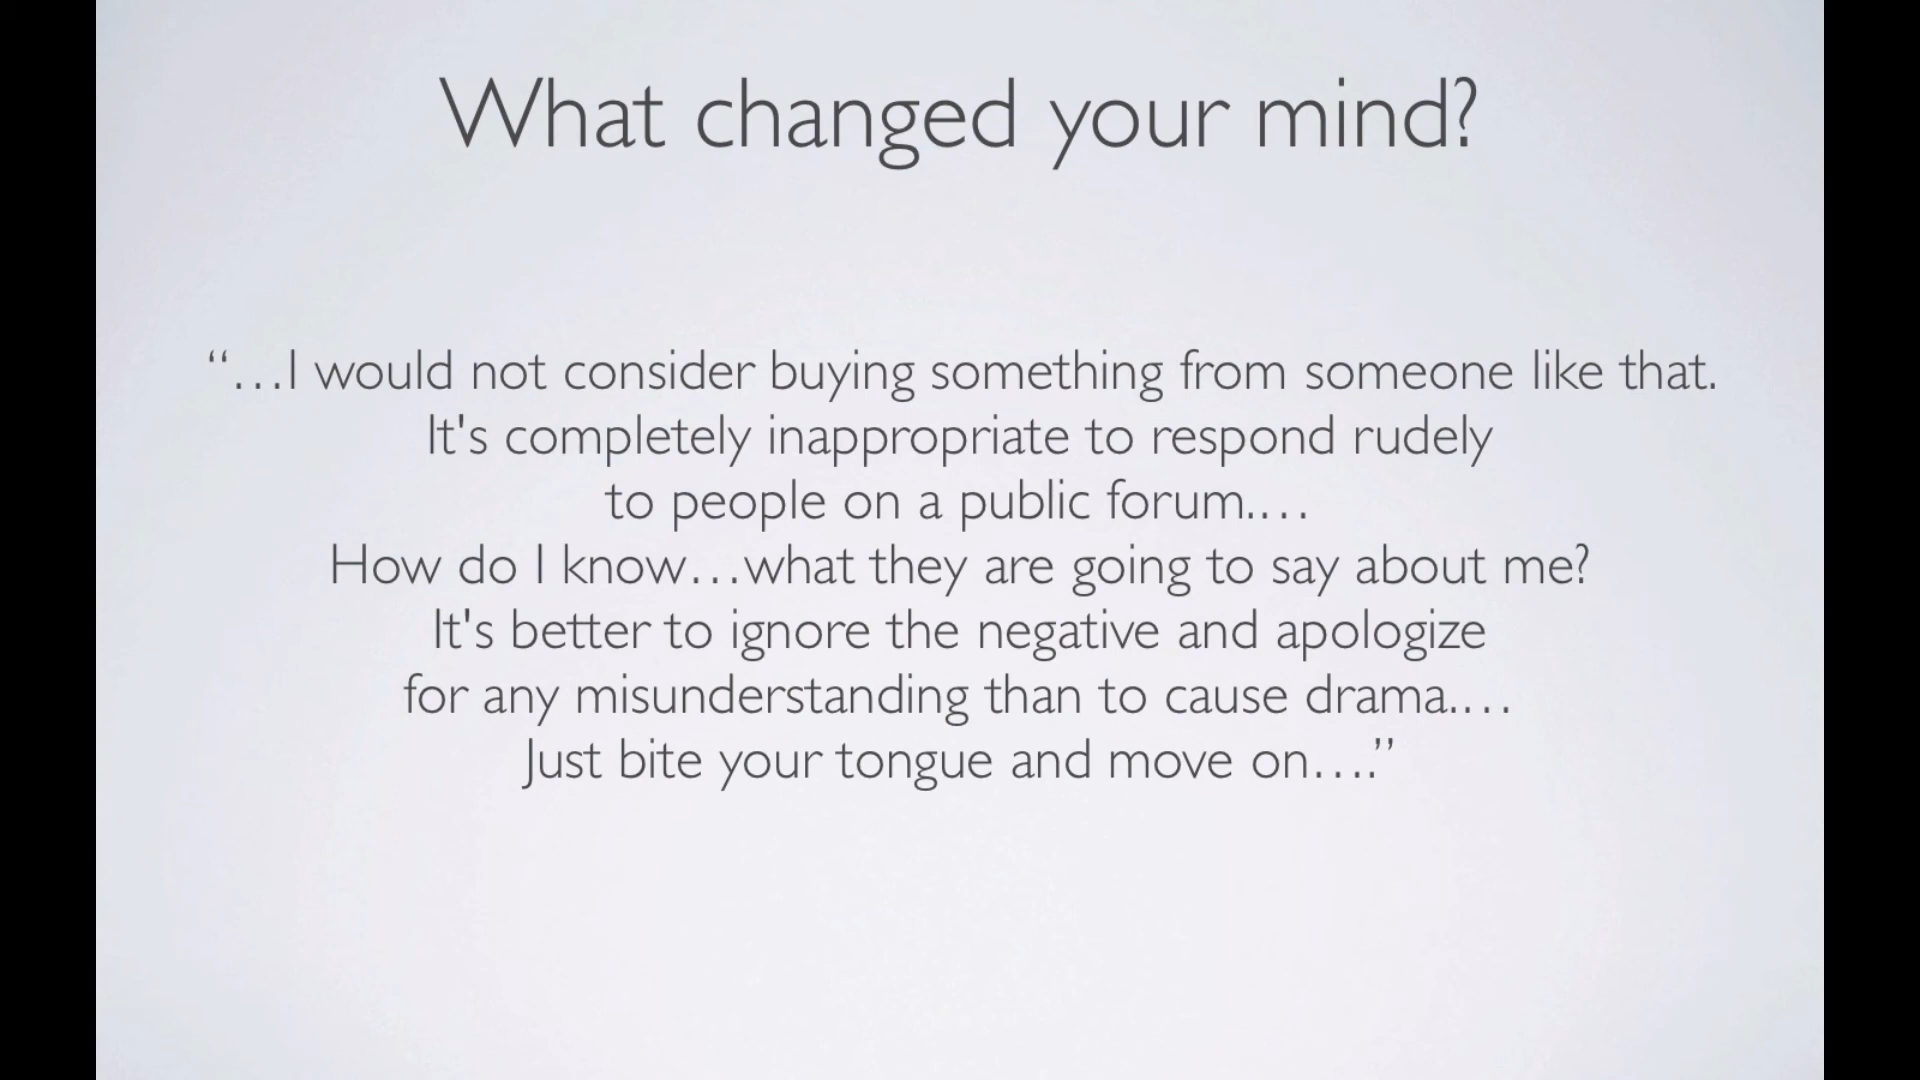 What changed your mind?
“…I would not consider buying something from someone like that.
It's completely inappropriate to respond rudely
to people on a public forum.…
How do I know…what they are going to say about me?
It's better to ignore the negative and apologize
for any misunderstanding than to cause drama.…
Just bite your tongue and move on….”